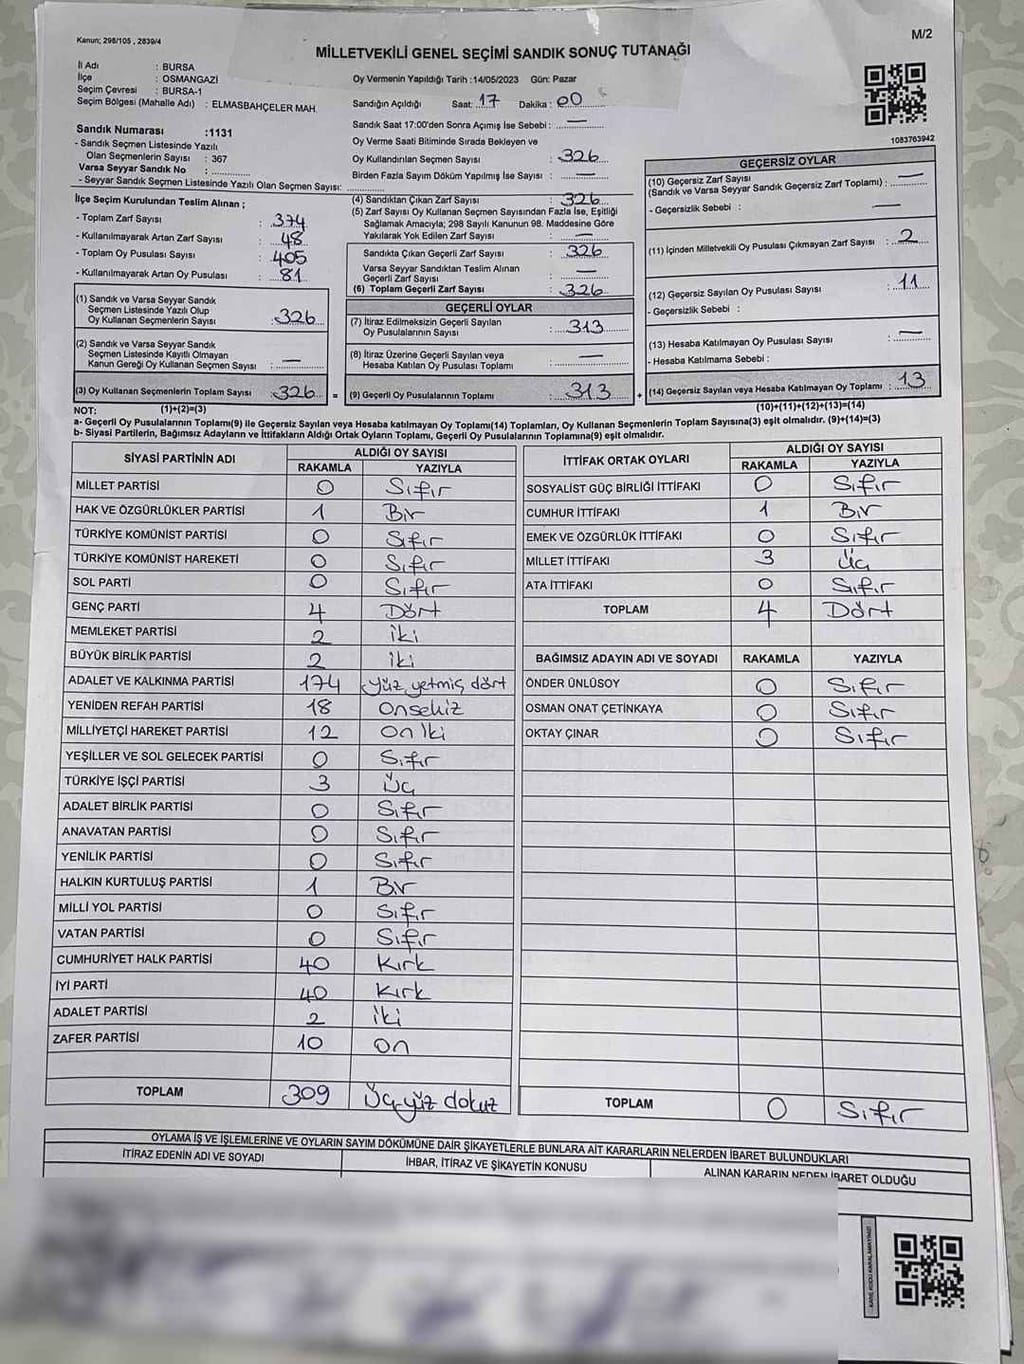 Kanun; 298/105 , 2839/4
M/2
MİLLETVEKİLİ GENEL SEÇİMİ SANDIK SONUÇ TUTANAĞI
İl Adı : BURSA
İlçe : OSMANGAZİ
Seçim Çevresi : BURSA-1
Seçim Bölgesi (Mahalle Adı) : ELMASBAHÇELER MAH.
Sandık Numarası :1131
- Sandık Seçmen Listesinde Yazılı
Olan Seçmenlerin Sayısı : 367
Varsa Seyyar Sandık No : ..............
- Seyyar Sandık Seçmen Listesinde Yazılı Olan Seçmen Sayısı: ..............
Oy Vermenin Yapıldığı Tarih :14/05/2023 Gün: Pazar
Sandığın Açıldığı Saat: 17 Dakika : 00
Sandık Saat 17:00'den Sonra Açımış İse Sebebi : —
Oy Verme Saati Bitiminde Sırada Bekleyen ve
Oy Kullandırılan Seçmen Sayısı : 326
Birden Fazla Sayım Döküm Yapılmış İse Sayısı : —
1083763942
İlçe Seçim Kurulundan Teslim Alınan ;
- Toplam Zarf Sayısı : 374
- Kullanılmayarak Artan Zarf Sayısı : 48
- Toplam Oy Pusulası Sayısı : 405
- Kullanılmayarak Artan Oy Pusulası : 81
(1) Sandık ve Varsa Seyyar Sandık
Seçmen Listesinde Yazılı Olup
Oy Kullanan Seçmenlerin Sayısı : 326
(2) Sandık ve Varsa Seyyar Sandık
Seçmen Listesinde Kayıtlı Olmayan
Kanun Gereği Oy Kullanan Seçmen Sayısı : —
(3) Oy Kullanan Seçmenlerin Toplam Sayısı : 326 =
(4) Sandıktan Çıkan Zarf Sayısı : 326
(5) Zarf Sayısı Oy Kullanan Seçmen Sayısından Fazla İse, Eşitliği
Sağlamak Amacıyla; 298 Sayılı Kanunun 98. Maddesine Göre
Yakılarak Yok Edilen Zarf Sayısı : —
Sandıkta Çıkan Geçerli Zarf Sayısı : 326
Varsa Seyyar Sandıktan Teslim Alınan
Geçerli Zarf Sayısı : —
(6) Toplam Geçerli Zarf Sayısı : 326
GEÇERLİ OYLAR
(7) İtiraz Edilmeksizin Geçerli Sayılan
Oy Pusulalarının Sayısı : 313
(8) İtiraz Üzerine Geçerli Sayılan veya
Hesaba Katılan Oy Pusulası Toplamı : —
(9) Geçerli Oy Pusulalarının Toplamı : 313 +
GEÇERSİZ OYLAR
(10) Geçersiz Zarf Sayısı
(Sandık ve Varsa Seyyar Sandık Geçersiz Zarf Toplamı) : —
- Geçersizlik Sebebi : —
(11) İçinden Milletvekili Oy Pusulası Çıkmayan Zarf Sayısı : 2
(12) Geçersiz Sayılan Oy Pusulası Sayısı : 11
- Geçersizlik Sebebi :
(13) Hesaba Katılmayan Oy Pusulası Sayısı : —
- Hesaba Katılmama Sebebi :
(14) Geçersiz Sayılan veya Hesaba Katılmayan Oy Toplamı : 13
NOT: (1)+(2)=(3) (10)+(11)+(12)+(13)=(14)
a- Geçerli Oy Pusulalarının Toplamı(9) ile Geçersiz Sayılan veya Hesaba katılmayan Oy Toplamı(14) Toplamları, Oy Kullanan Seçmenlerin Toplam Sayısına(3) eşit olmalıdır. (9)+(14)=(3)
b- Siyasi Partilerin, Bağımsız Adayların ve İttifakların Aldığı Ortak Oyların Toplamı, Geçerli Oy Pusulalarının Toplamına(9) eşit olmalıdır.
SİYASİ PARTİNİN ADI ALDIĞI OY SAYISI
RAKAMLA YAZIYLA
MİLLET PARTİSİ 0 Sıfır
HAK VE ÖZGÜRLÜKLER PARTİSİ 1 Bir
TÜRKİYE KOMÜNİST PARTİSİ 0 Sıfır
TÜRKİYE KOMÜNİST HAREKETİ 0 Sıfır
SOL PARTİ 0 Sıfır
GENÇ PARTİ 4 Dört
MEMLEKET PARTİSİ 2 iki
BÜYÜK BİRLİK PARTİSİ 2 iki
ADALET VE KALKINMA PARTİSİ 174 Yüz yetmiş dört
YENİDEN REFAH PARTİSİ 18 Onsekiz
MİLLİYETÇİ HAREKET PARTİSİ 12 On iki
YEŞİLLER VE SOL GELECEK PARTİSİ 0 Sıfır
TÜRKİYE İŞÇİ PARTİSİ 3 Üç
ADALET BİRLİK PARTİSİ 0 Sıfır
ANAVATAN PARTİSİ 0 Sıfır
YENİLİK PARTİSİ 0 Sıfır
HALKIN KURTULUŞ PARTİSİ 1 Bir
MİLLİ YOL PARTİSİ 0 Sıfır
VATAN PARTİSİ 0 Sıfır
CUMHURİYET HALK PARTİSİ 40 Kırk
İYİ PARTİ 40 Kırk
ADALET PARTİSİ 2 iki
ZAFER PARTİSİ 10 on
TOPLAM 309 Üçyüz dokuz
İTTİFAK ORTAK OYLARI ALDIĞI OY SAYISI
RAKAMLA YAZIYLA
SOSYALİST GÜÇ BİRLİĞİ İTTİFAKI 0 Sıfır
CUMHUR İTTİFAKI 1 Bir
EMEK VE ÖZGÜRLÜK İTTİFAKI 0 Sıfır
MİLLET İTTİFAKI 3 Üç
ATA İTTİFAKI 0 Sıfır
TOPLAM 4 Dört
BAĞIMSIZ ADAYIN ADI VE SOYADI RAKAMLA YAZIYLA
ÖNDER ÜNLÜSOY 0 Sıfır
OSMAN ONAT ÇETİNKAYA 0 Sıfır
OKTAY ÇINAR 0 Sıfır
TOPLAM 0 Sıfır
OYLAMA İŞ VE İŞLEMLERİNE VE OYLARIN SAYIM DÖKÜMÜNE DAİR ŞİKAYETLERLE BUNLARA AİT KARARLARIN NELERDEN İBARET BULUNDUKLARI
İTİRAZ EDENİN ADI VE SOYADI İHBAR, İTİRAZ VE ŞİKAYETİN KONUSU ALINAN KARARIN NEDEN İBARET OLDUĞU
KARE KODU KARALAMAYINIZ!